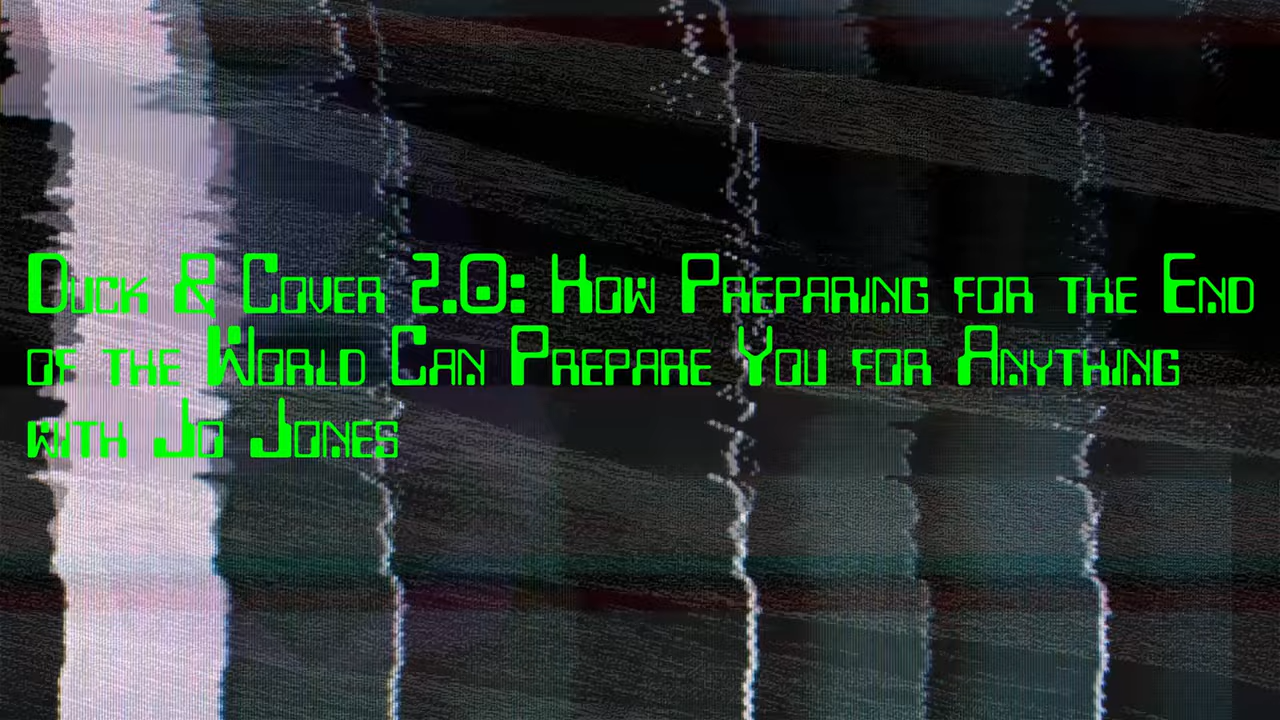 Duck & Cover 2.0: How Preparing for the End
of the World Can Prepare You for Anything
with Jo Jones